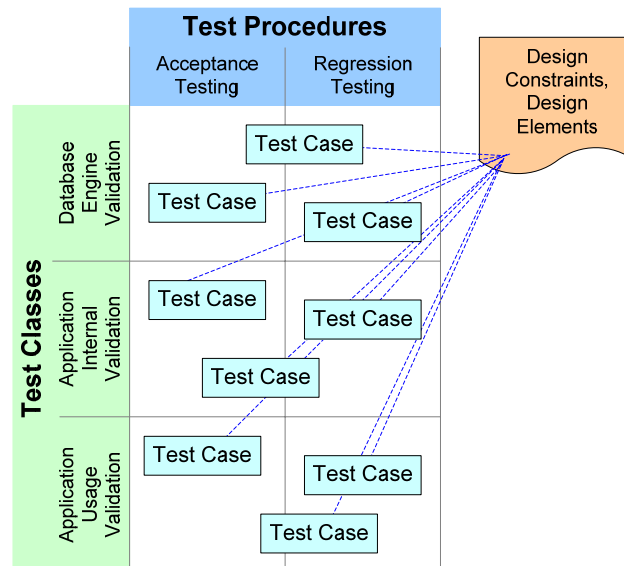 Test Procedures
Acceptance
Testing
Regression
Testing
Design
Constraints,
Design
Elements
Test Classes
Database
Engine
Validation
Test Case
Test Case
Test Case
Application
Internal
Validation
Test Case
Test Case
Test Case
Application
Usage
Validation
Test Case
Test Case
Test Case